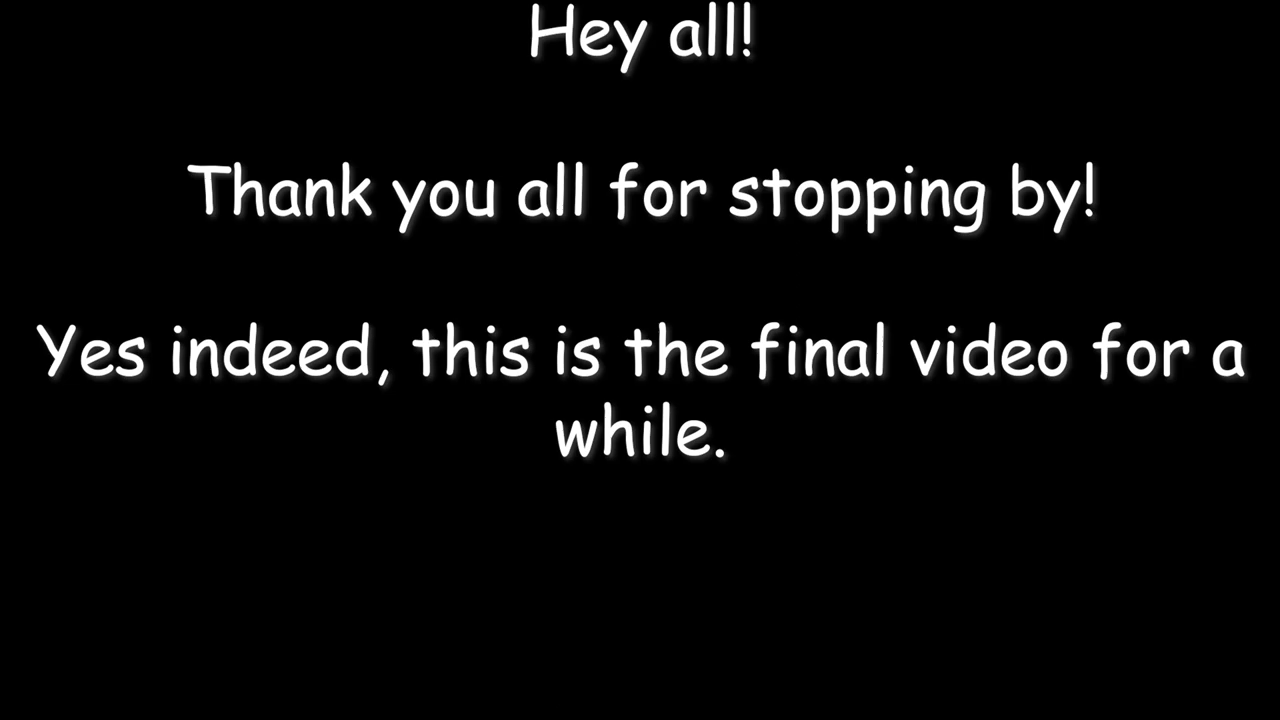 Hey all!
Thank you all for stopping by!
Yes indeed, this is the final video for a
while.